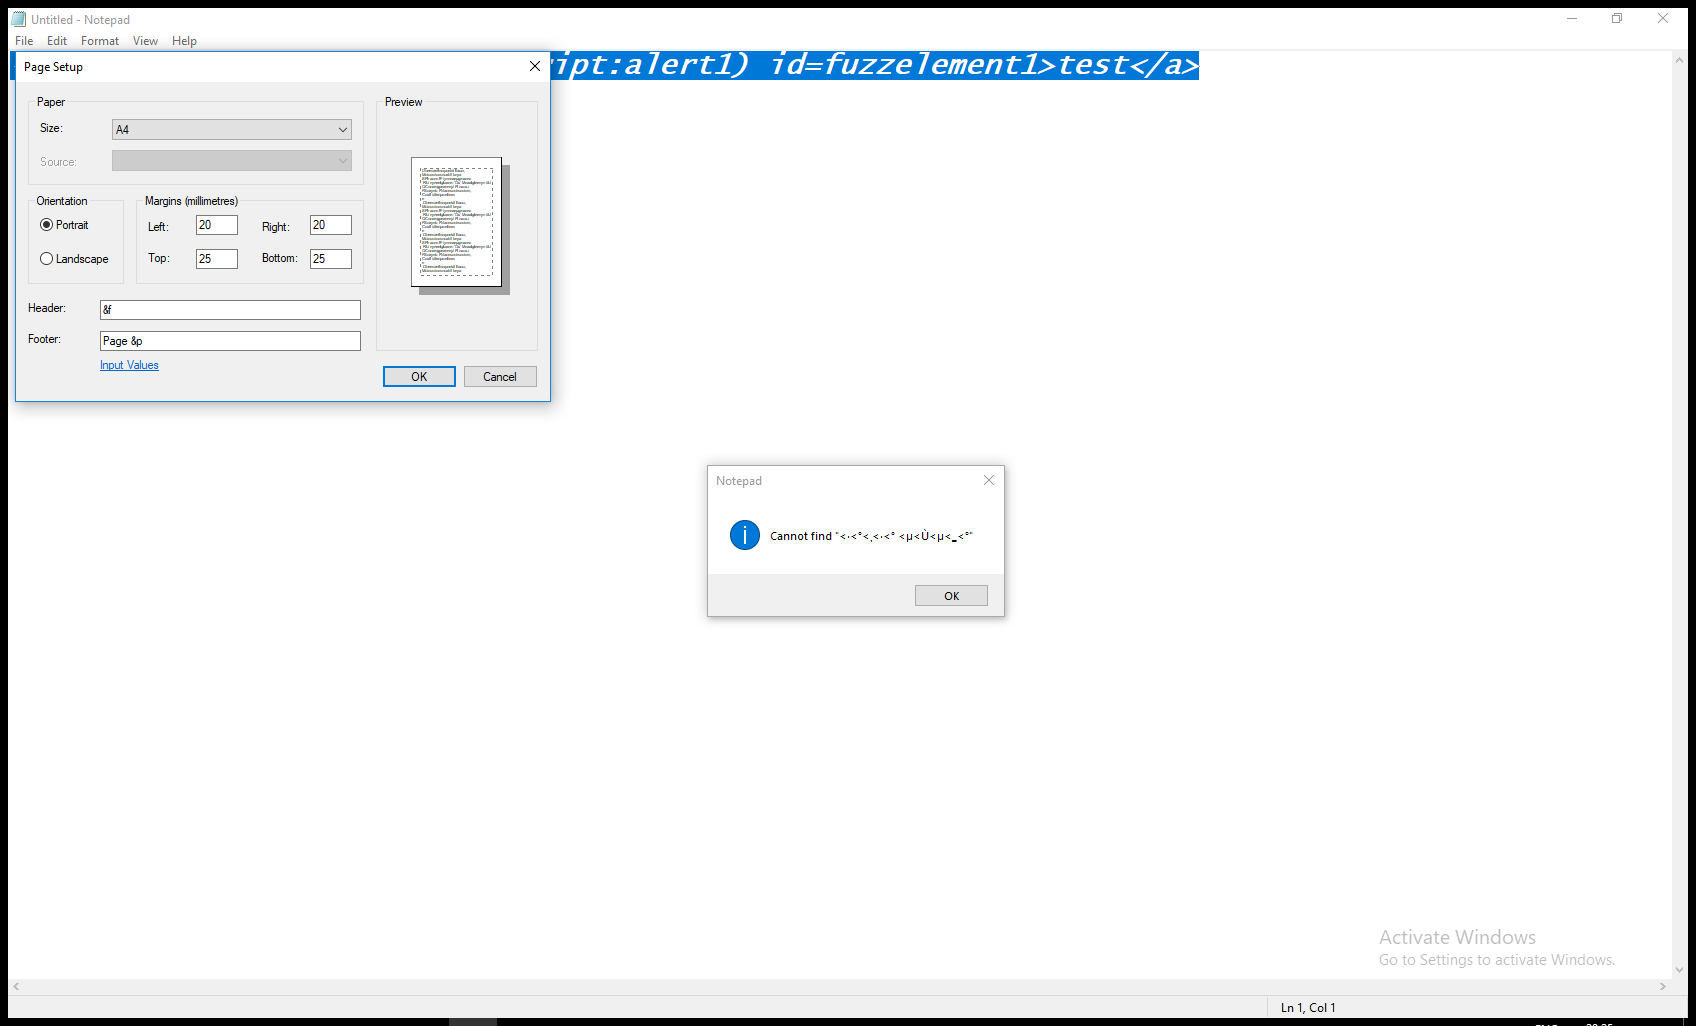 Untitled - Notepad
File Edit Format View Help
ipt:alert1) id=fuzzelement1>test</a>
Page Setup
Paper
Size:
A4
Source:
Orientation
Portrait
Landscape
Margins (millimetres)
Left:
20
Right:
20
Top:
25
Bottom:
25
Header:
&f
Footer:
Page &p
Input Values
Preview
OK
Cancel
Notepad
Cannot find "<·<°<¸<·<° <µ<Ù<µ<‗<°"
OK
Activate Windows
Go to Settings to activate Windows.
Ln 1, Col 1